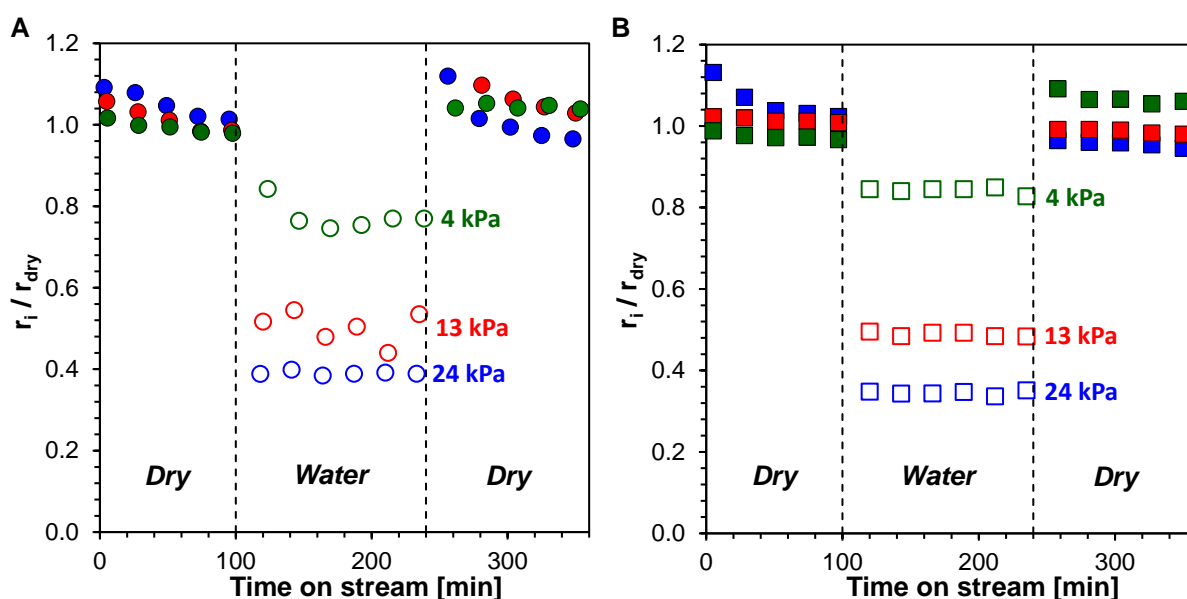 A
r_i / r_dry
1.2
1.0
0.8
0.6
0.4
0.2
0.0
4 kPa
13 kPa
24 kPa
Dry
Water
Dry
0
100
200
300
Time on stream [min]
B
r_i / r_dry
1.2
1.0
0.8
0.6
0.4
0.2
0.0
4 kPa
13 kPa
24 kPa
Dry
Water
Dry
0
100
200
300
Time on stream [min]